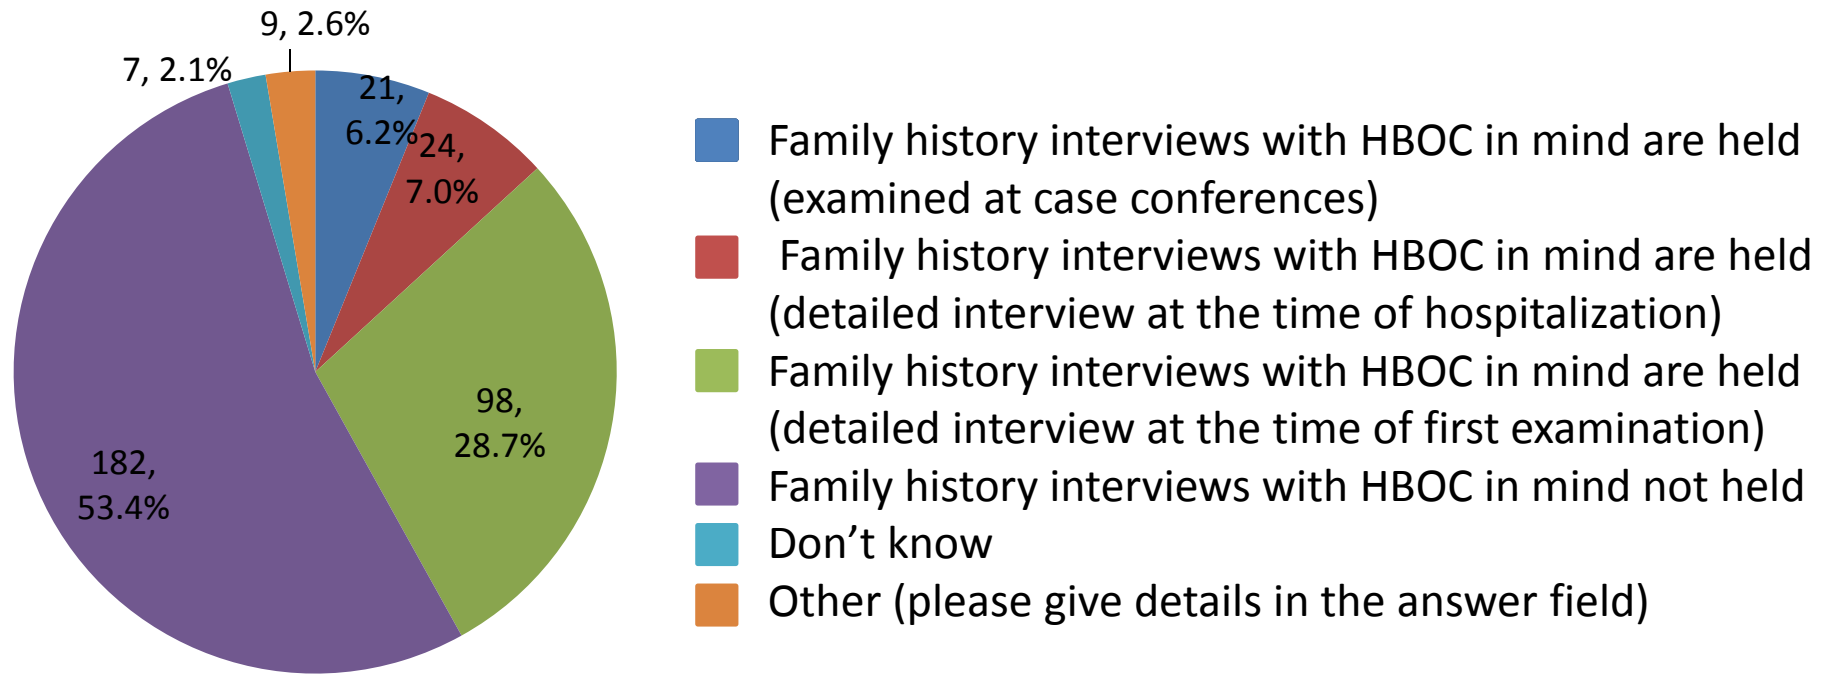 9, 2.6%
7, 2.1%
21,
6.2%
24,
7.0%
98,
28.7%
182,
53.4%
Family history interviews with HBOC in mind are held
(examined at case conferences)
Family history interviews with HBOC in mind are held
(detailed interview at the time of hospitalization)
Family history interviews with HBOC in mind are held
(detailed interview at the time of first examination)
Family history interviews with HBOC in mind not held
Don’t know
Other (please give details in the answer field)